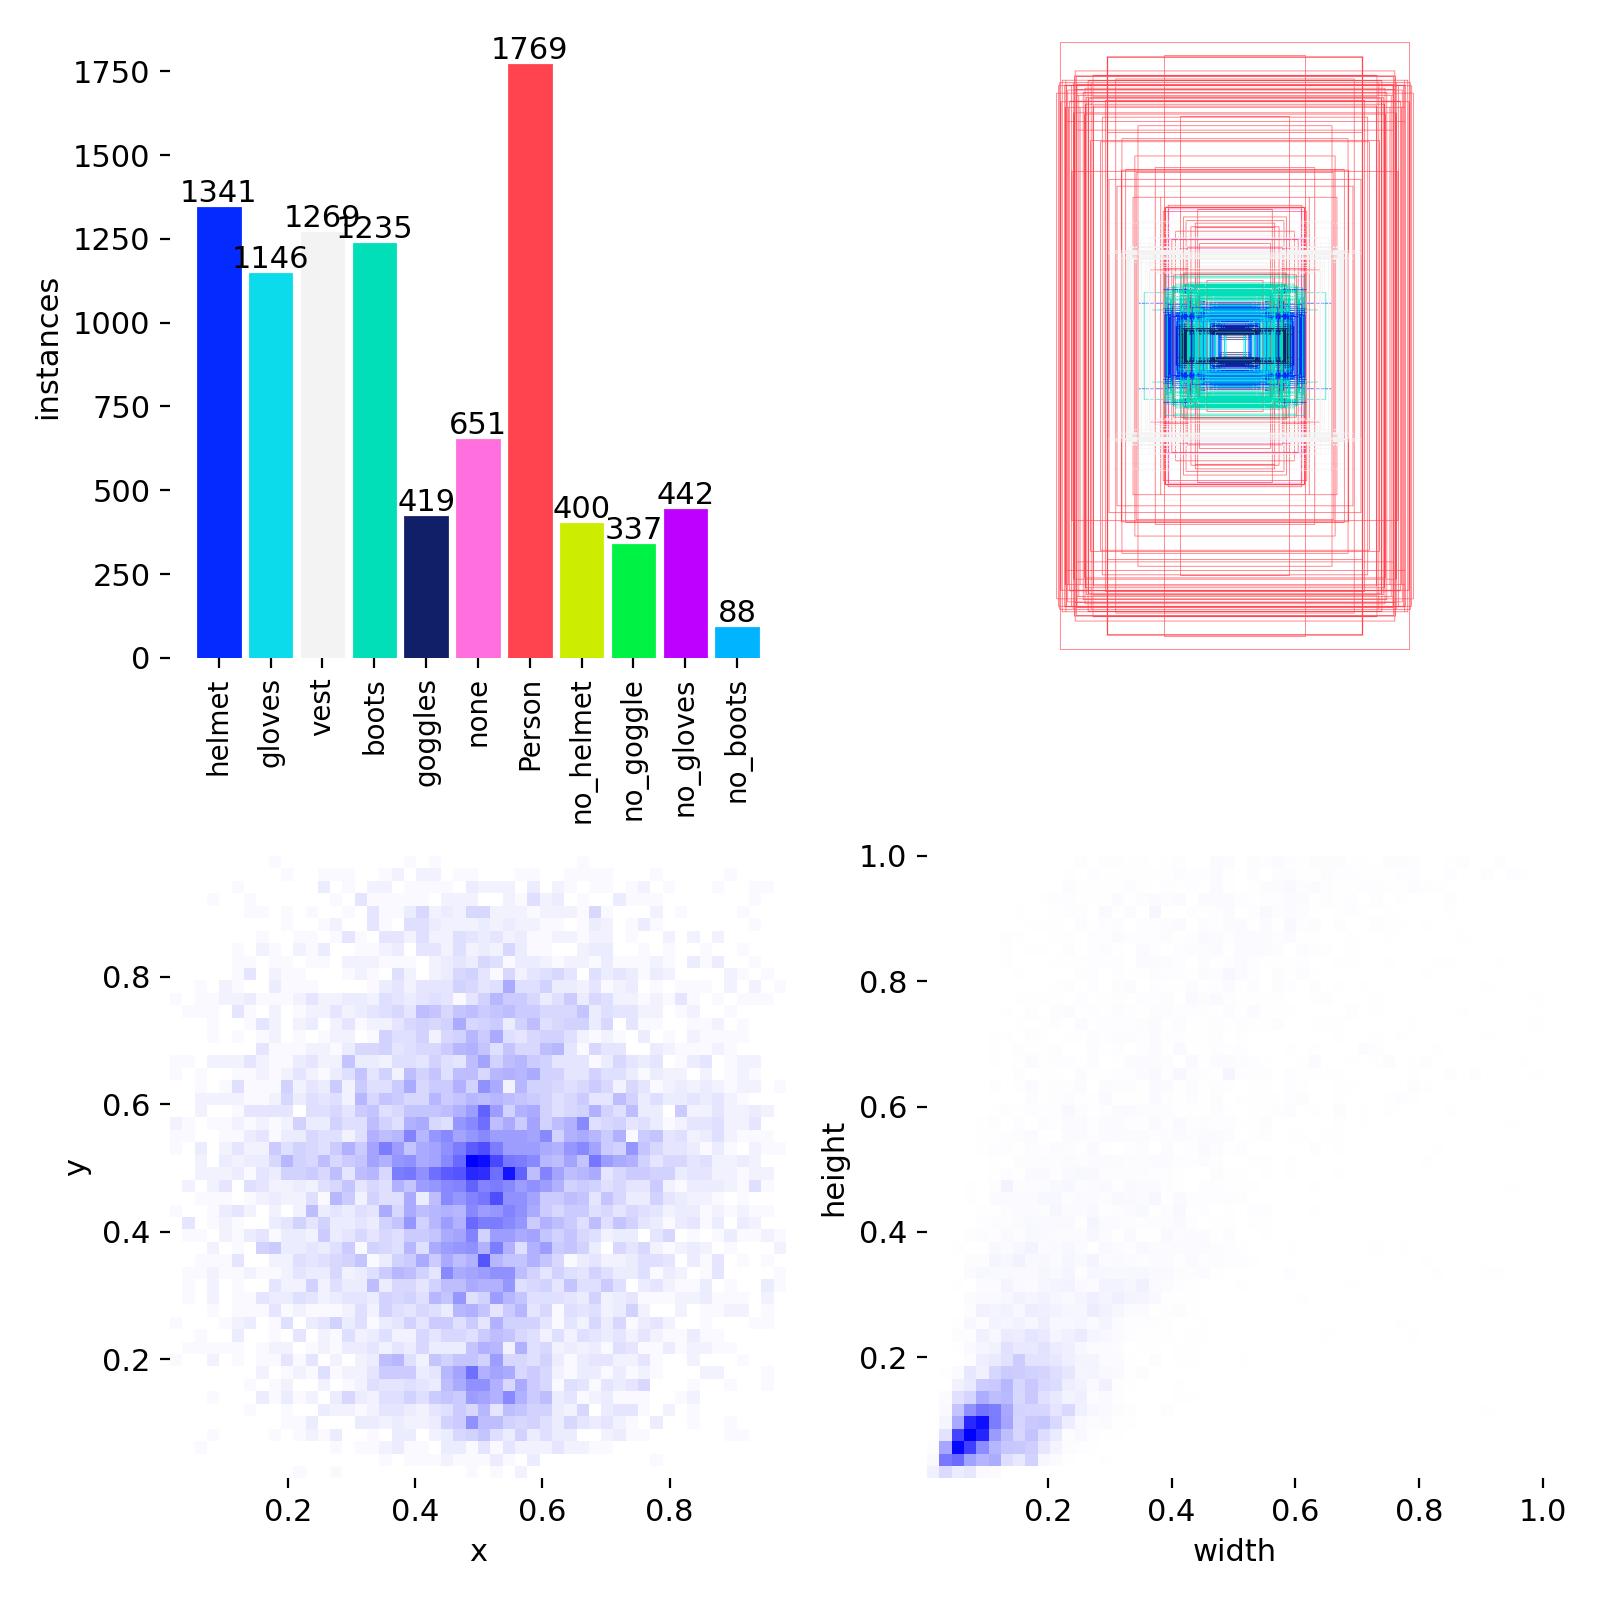 1769
1341
1269
1235
1146
651
419
400
337
442
88
1750
1500
1250
1000
750
500
250
0
instances
helmet
gloves
vest
boots
goggles
none
Person
no_helmet
no_goggle
no_gloves
no_boots
0.8
0.6
0.4
0.2
y
0.2 0.4 0.6 0.8
x
1.0
0.8
0.6
0.4
0.2
height
0.2 0.4 0.6 0.8 1.0
width